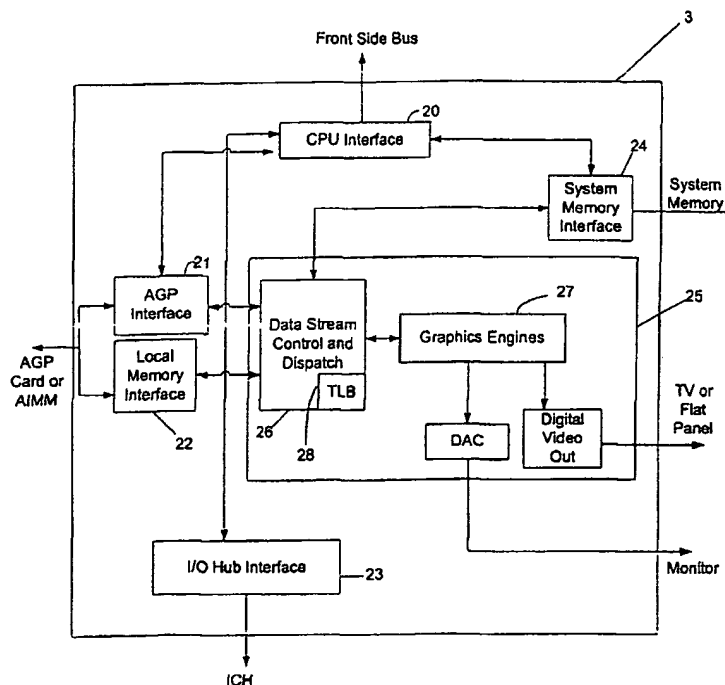 Front Side Bus
3
20
CPU Interface
24
System
Memory
Interface
System
Memory
21
AGP
Interface
AGP
Card or
AIMM
Local
Memory
Interface
22
Data Stream
Control and
Dispatch
TLB
26
28
27
Graphics Engines
25
DAC
Digital
Video
Out
TV or
Flat
Panel
Monitor
I/O Hub Interface
23
ICH